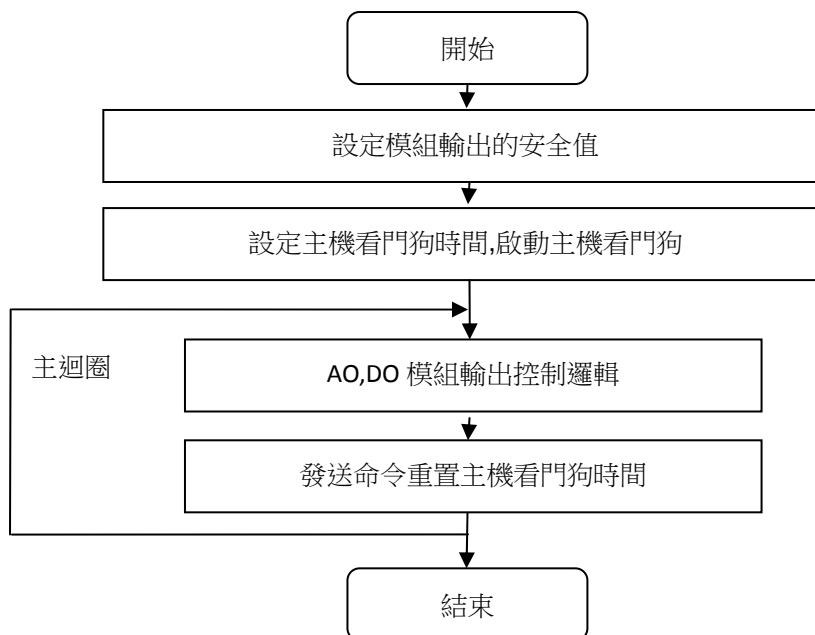 開始
設定模組輸出的安全值
設定主機看門狗時間,啟動主機看門狗
主迴圈
AO,DO 模組輸出控制邏輯
發送命令重置主機看門狗時間
結束